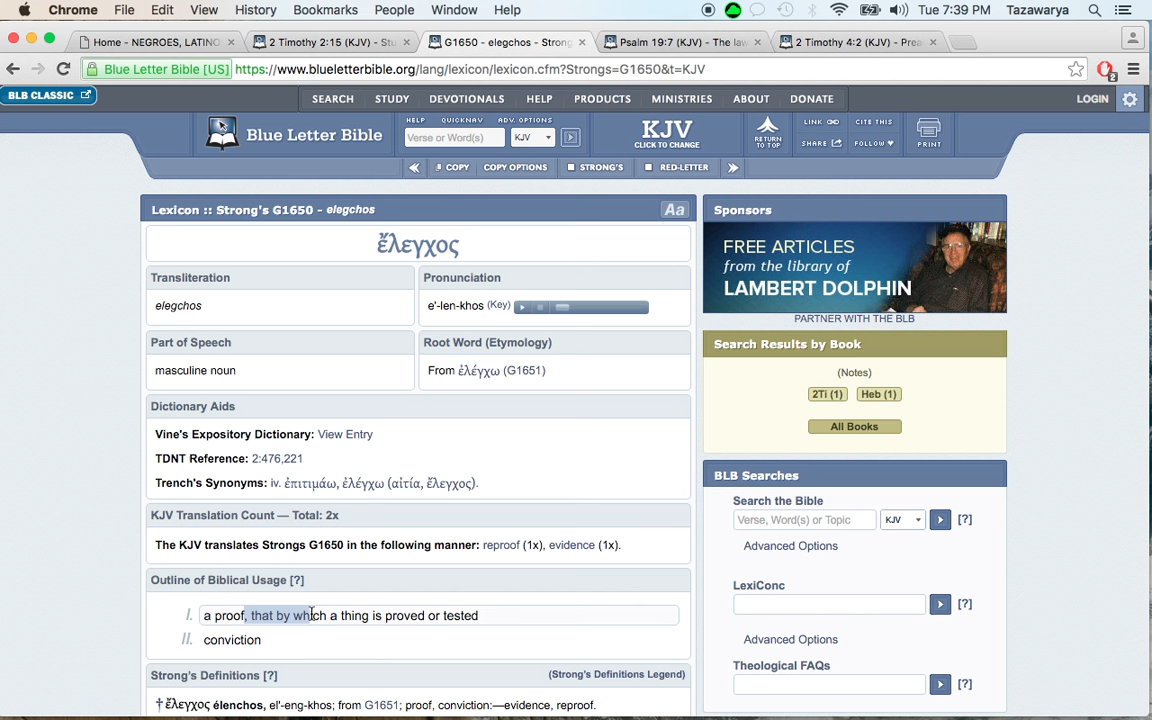 Chrome File Edit View History Bookmarks People Window Help Tue 7:39 PM Tazawarya
Home - NEGROES, LATINO × 2 Timothy 2:15 (KJV) - Stu × G1650 - elegchos - Strong × Psalm 19:7 (KJV) - The law × 2 Timothy 4:2 (KJV) - Prea ×
Blue Letter Bible [US] https://www.blueletterbible.org/lang/lexicon/lexicon.cfm?Strongs=G1650&t=KJV 2
BLB CLASSIC SEARCH STUDY DEVOTIONALS HELP PRODUCTS MINISTRIES ABOUT DONATE LOGIN
HELP QUICKNAV ADV. OPTIONS
Blue Letter Bible Verse or Word(s) KJV
KJV
CLICK TO CHANGE
RETURN TO TOP
LINK CITE THIS
SHARE FOLLOW PRINT
COPY COPY OPTIONS STRONG'S RED-LETTER
Lexicon :: Strong's G1650 - elegchos Aa
ἔλεγχος
Transliteration
elegchos
Pronunciation
e'-len-khos (Key)
Part of Speech
masculine noun
Root Word (Etymology)
From ἐλέγχω (G1651)
Dictionary Aids
Vine's Expository Dictionary: View Entry
TDNT Reference: 2:476,221
Trench's Synonyms: iv. ἐπιτιμάω, ἐλέγχω (αἰτία, ἔλεγχος).
KJV Translation Count — Total: 2x
The KJV translates Strongs G1650 in the following manner: reproof (1x), evidence (1x).
Outline of Biblical Usage [?]
I. a proof, that by which a thing is proved or tested
II. conviction
Strong's Definitions [?] (Strong's Definitions Legend)
†ἔλεγχος élenchos, el'-eng-khos; from G1651; proof, conviction:—evidence, reproof.
Sponsors
FREE ARTICLES
from the library of
LAMBERT DOLPHIN
PARTNER WITH THE BLB
Search Results by Book
(Notes)
2Ti (1) Heb (1)
All Books
BLB Searches
Search the Bible
Verse, Word(s) or Topic KJV [?]
Advanced Options
LexiConc
[?]
Advanced Options
Theological FAQs
[?]